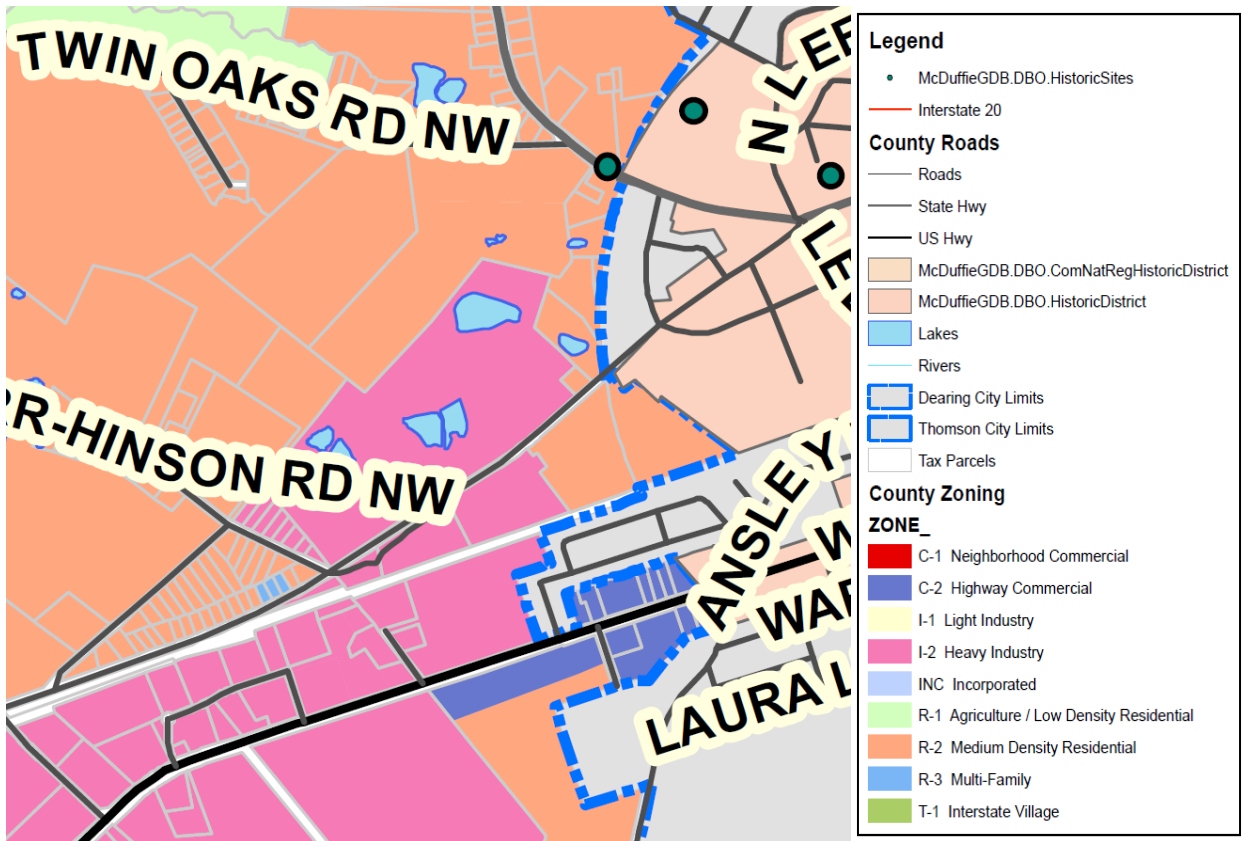 TWIN OAKS RD NW
N LEE
LEE
RR-HINSON RD NW
ANSLEY
W
WAR
LAURA L
Legend
McDuffieGDB.DBO.HistoricSites
Interstate 20
County Roads
Roads
State Hwy
US Hwy
McDuffieGDB.DBO.ComNatRegHistoricDistrict
McDuffieGDB.DBO.HistoricDistrict
Lakes
Rivers
Dearing City Limits
Thomson City Limits
Tax Parcels
County Zoning
ZONE_
C-1 Neighborhood Commercial
C-2 Highway Commercial
I-1 Light Industry
I-2 Heavy Industry
INC Incorporated
R-1 Agriculture / Low Density Residential
R-2 Medium Density Residential
R-3 Multi-Family
T-1 Interstate Village